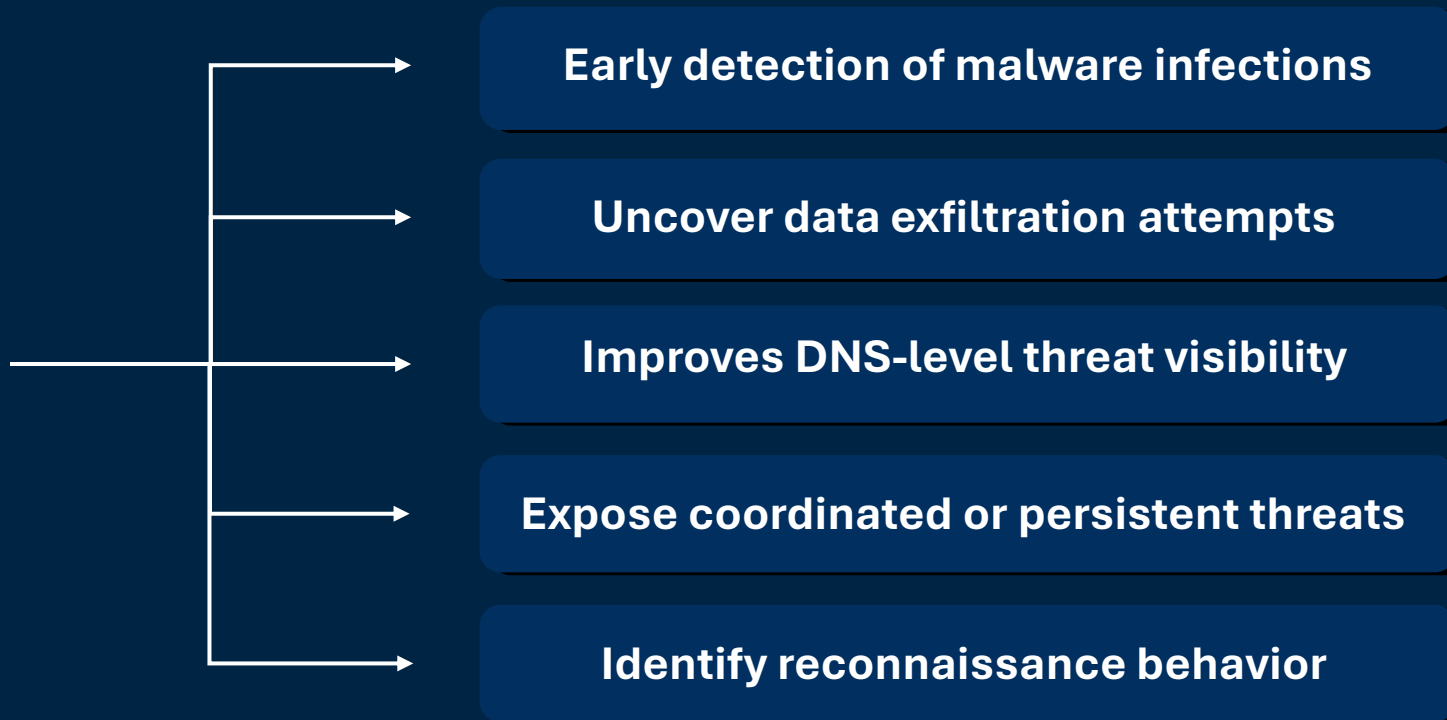 Early detection of malware infections
Uncover data exfiltration attempts
Improves DNS-level threat visibility
Expose coordinated or persistent threats
Identify reconnaissance behavior